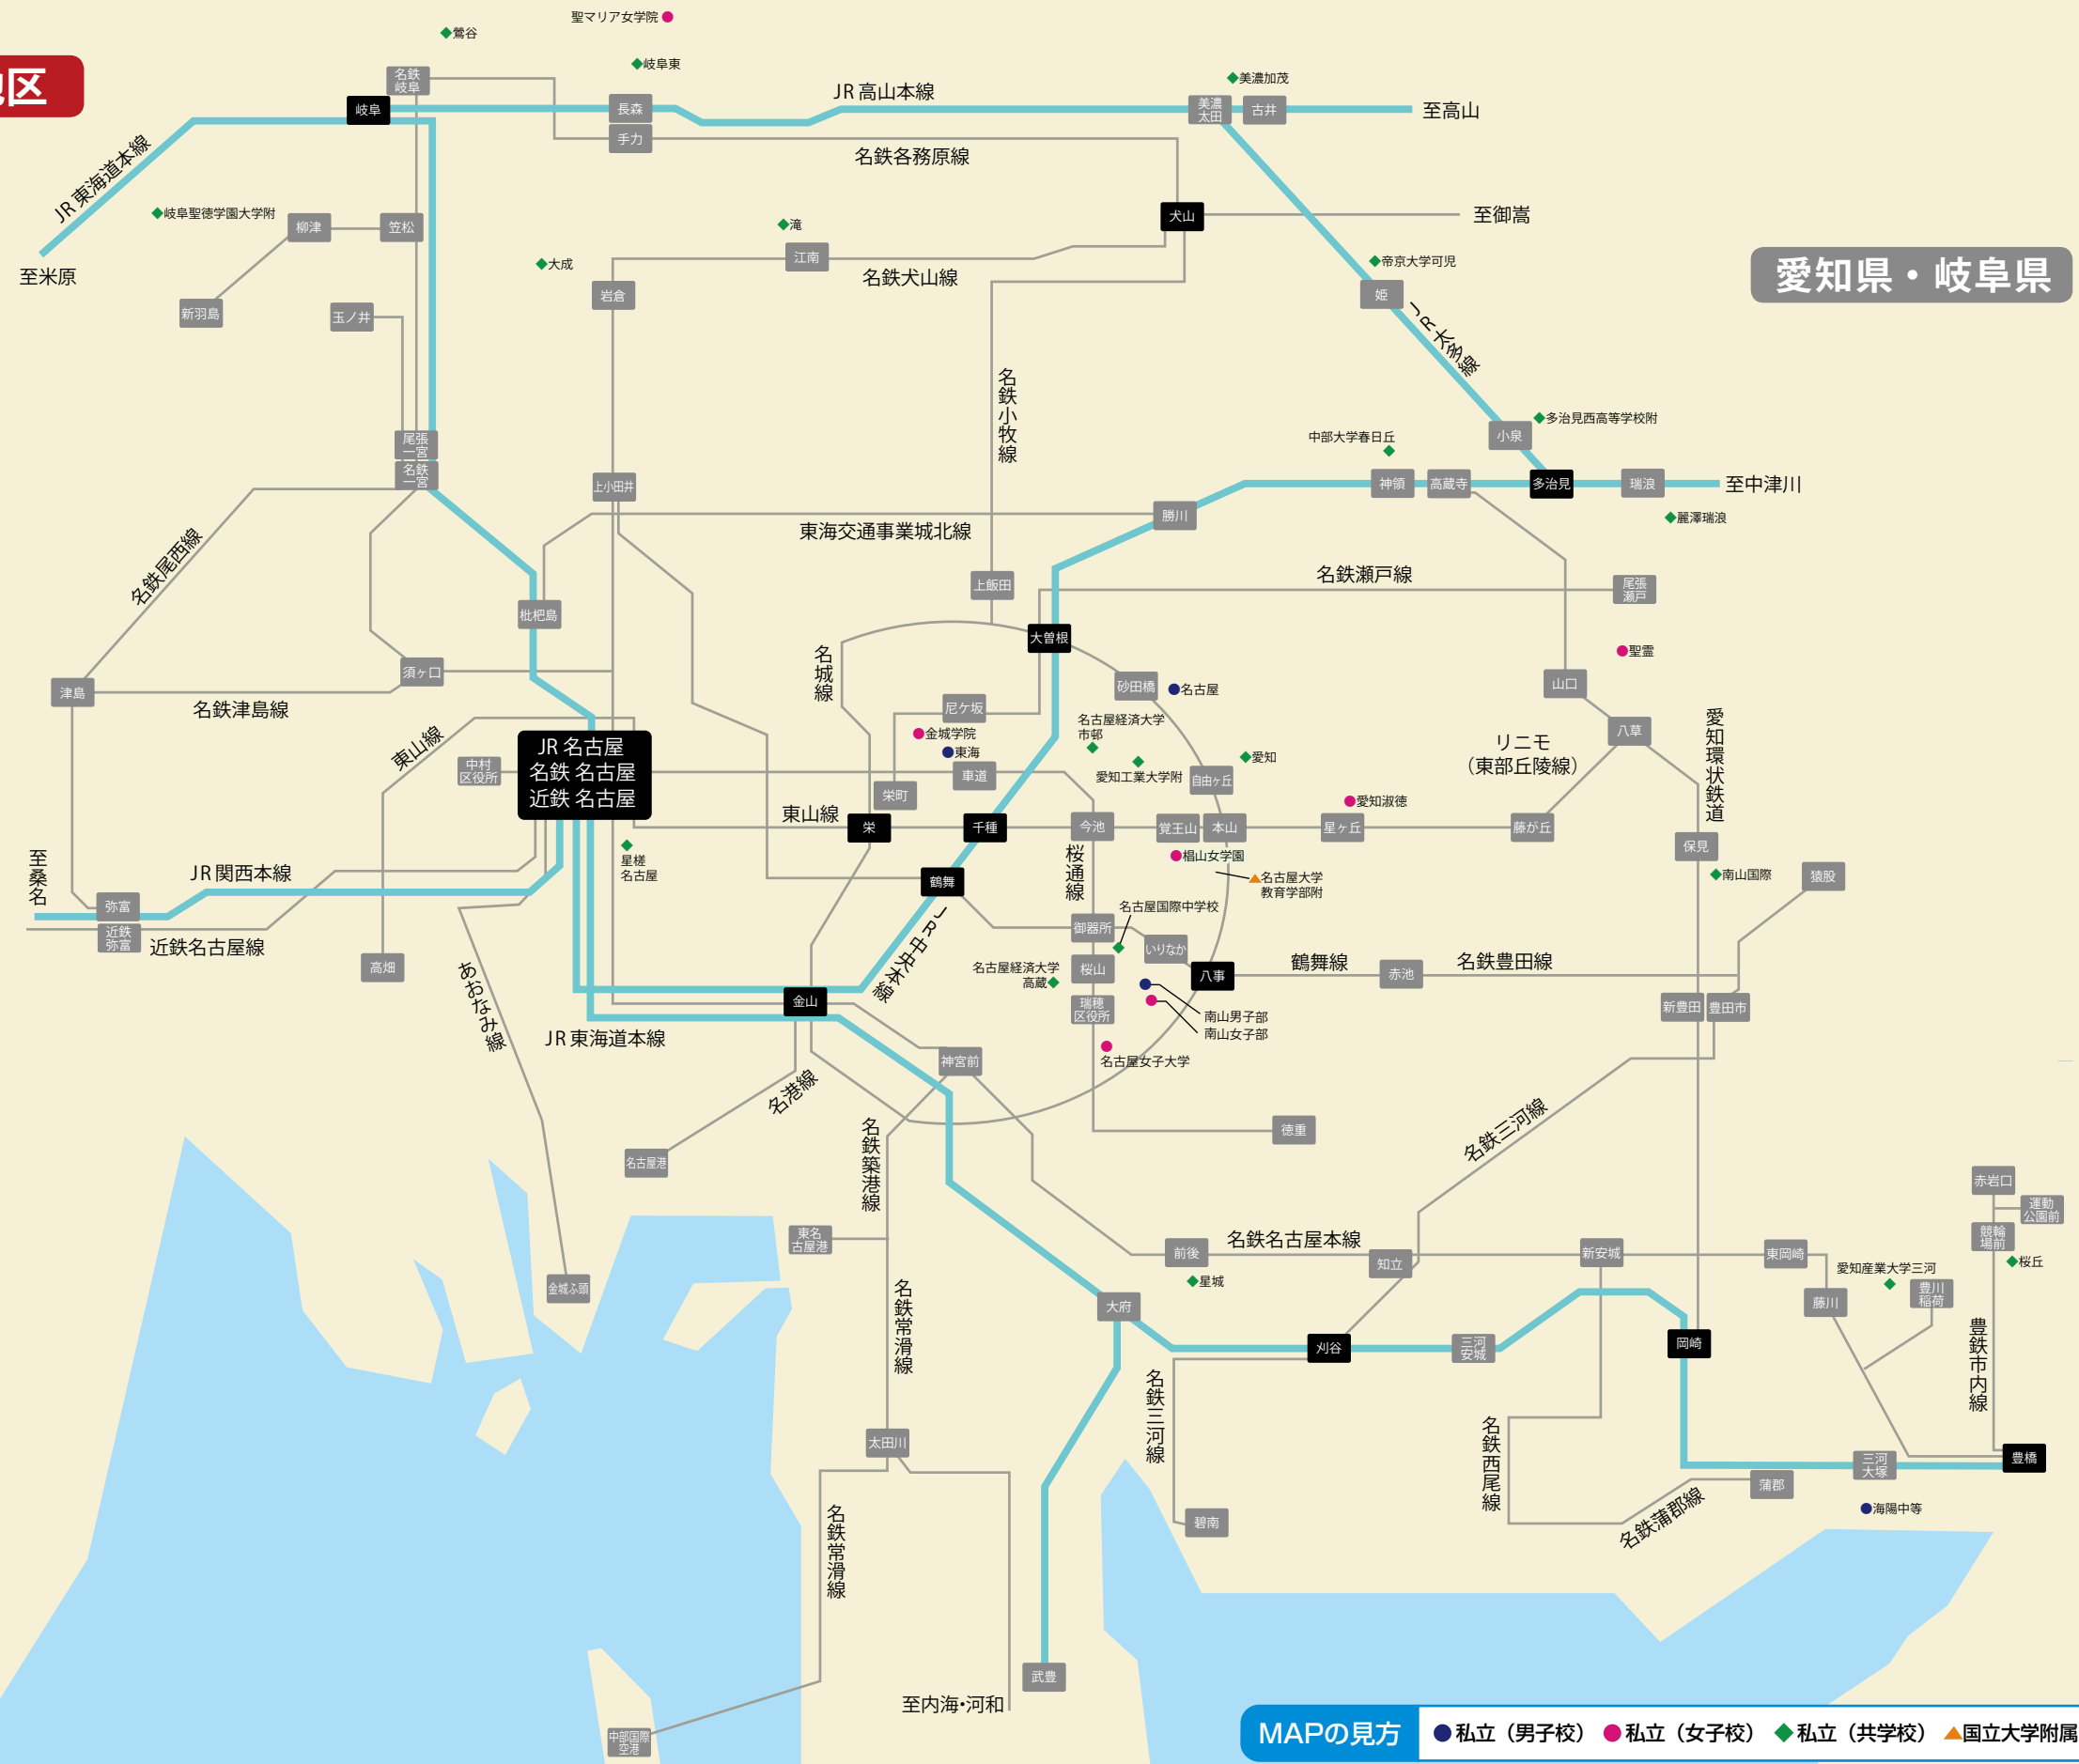 聖マリア女学院
鶯谷
地区
名鉄
岐阜
岐阜東
JR高山本線
美濃加茂
岐阜
長森
美濃
太田
古井
至高山
手力
名鉄各務原線
JR東海道本線
岐阜聖徳学園大学附
柳津
笠松
滝
犬山
至御嵩
至米原
大成
江南
名鉄犬山線
帝京大学可児
愛知県・岐阜県
岩倉
姫
新羽島
玉ノ井
JR太多線
名鉄小牧線
多治見西高等学校附
中部大学春日丘
小泉
尾張
一宮
名鉄
一宮
上小田井
神領
高蔵寺
多治見
瑞浪
至中津川
勝川
麗澤瑞浪
東海交通事業城北線
名鉄尾西線
上飯田
名鉄瀬戸線
尾張
瀬戸
枇杷島
大曽根
聖霊
名城線
須ヶ口
津島
砂田橋
名古屋
山口
名鉄津島線
尼ケ坂
名古屋経済大学
市邨
金城学院
東海
八草
愛知環状鉄道
リニモ
（東部丘陵線）
東山線
JR 名古屋
名鉄 名古屋
近鉄 名古屋
中村
区役所
車道
愛知工業大学附
愛知
自由ヶ丘
栄町
愛知淑徳
東山線
栄
千種
今池
覚王山
本山
星ヶ丘
藤が丘
桜通線
椙山女学園
保見
星槎
名古屋
至桑名
JR関西本線
鶴舞
名古屋大学
教育学部附
南山国際
猿股
弥富
近鉄
弥富
近鉄名古屋線
名古屋国際中学校
御器所
いりなか
JR中央本線
高畑
あおなみ線
名古屋経済大学
高蔵
桜山
八事
鶴舞線
赤池
名鉄豊田線
金山
瑞穂
区役所
南山男子部
南山女子部
新豊田
豊田市
JR東海道本線
名古屋女子大学
神宮前
名港線
名古屋港
名鉄築港線
徳重
名鉄三河線
赤岩口
運動
公園前
競輪
場前
桜丘
東名
古屋港
金城ふ頭
前後
名鉄名古屋本線
知立
新安城
東岡崎
愛知産業大学三河
星城
大府
藤川
豊川
稲荷
名鉄常滑線
刈谷
三河
安城
岡崎
豊鉄市内線
名鉄三河線
太田川
名鉄西尾線
三河
大塚
豊橋
蒲郡
名鉄蒲郡線
海陽中等
碧南
名鉄常滑線
武豊
至内海・河和
中部国際
空港
MAPの見方
私立（男子校）
私立（女子校）
私立（共学校）
国立大学附属